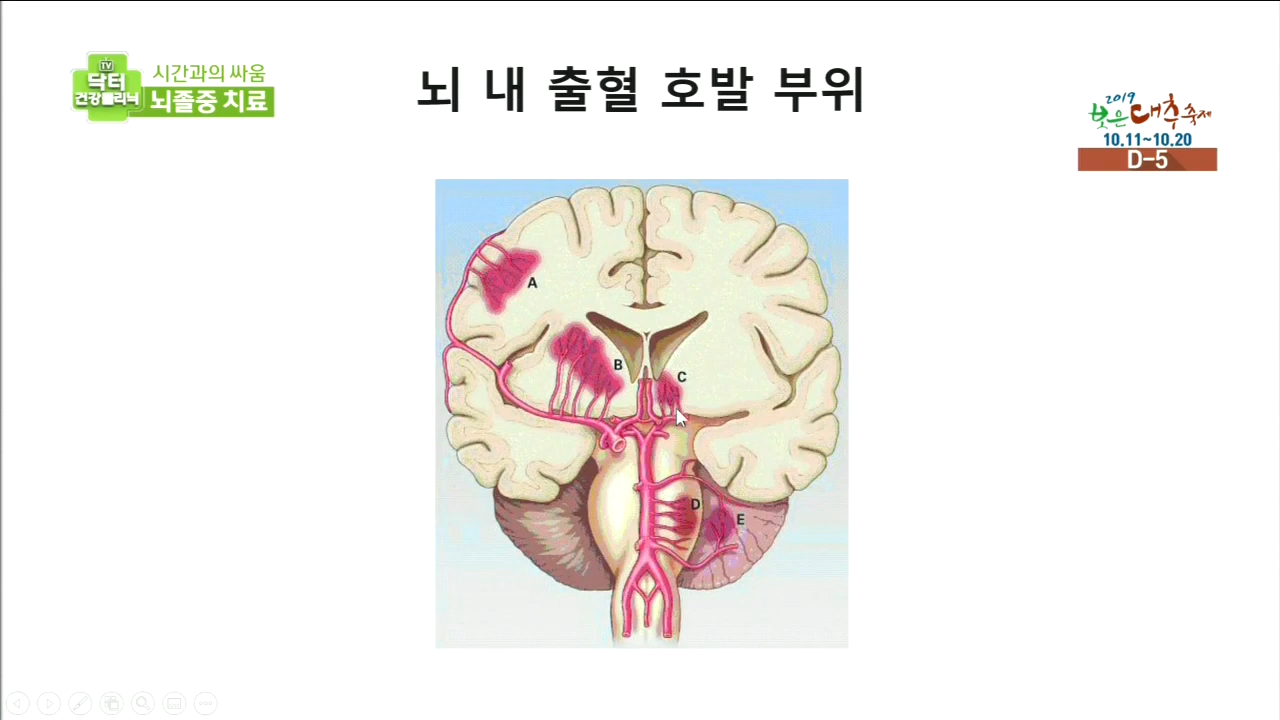 TV
닥터
건강클리닉
시간과의 싸움
뇌졸중 치료
뇌 내 출혈 호발 부위
2019
보은대추축제
10.11~10.20
D-5
A
B
C
D
E